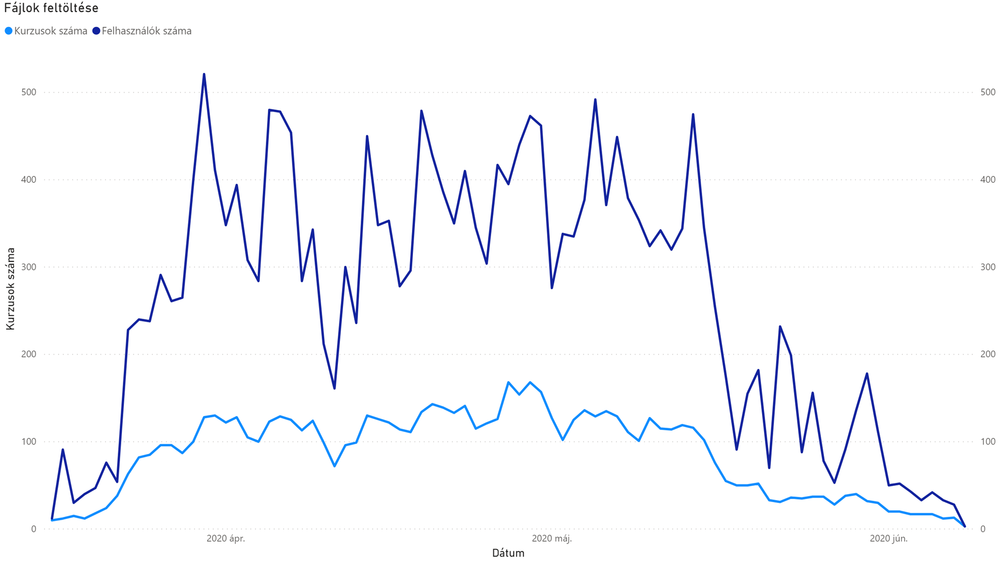 Fájlok feltöltése
Kurzusok száma Felhasználók száma
500 500
400 400
300 300
200 200
100 100
0 0
Kurzusok száma
2020 ápr. 2020 máj. 2020 jún.
Dátum